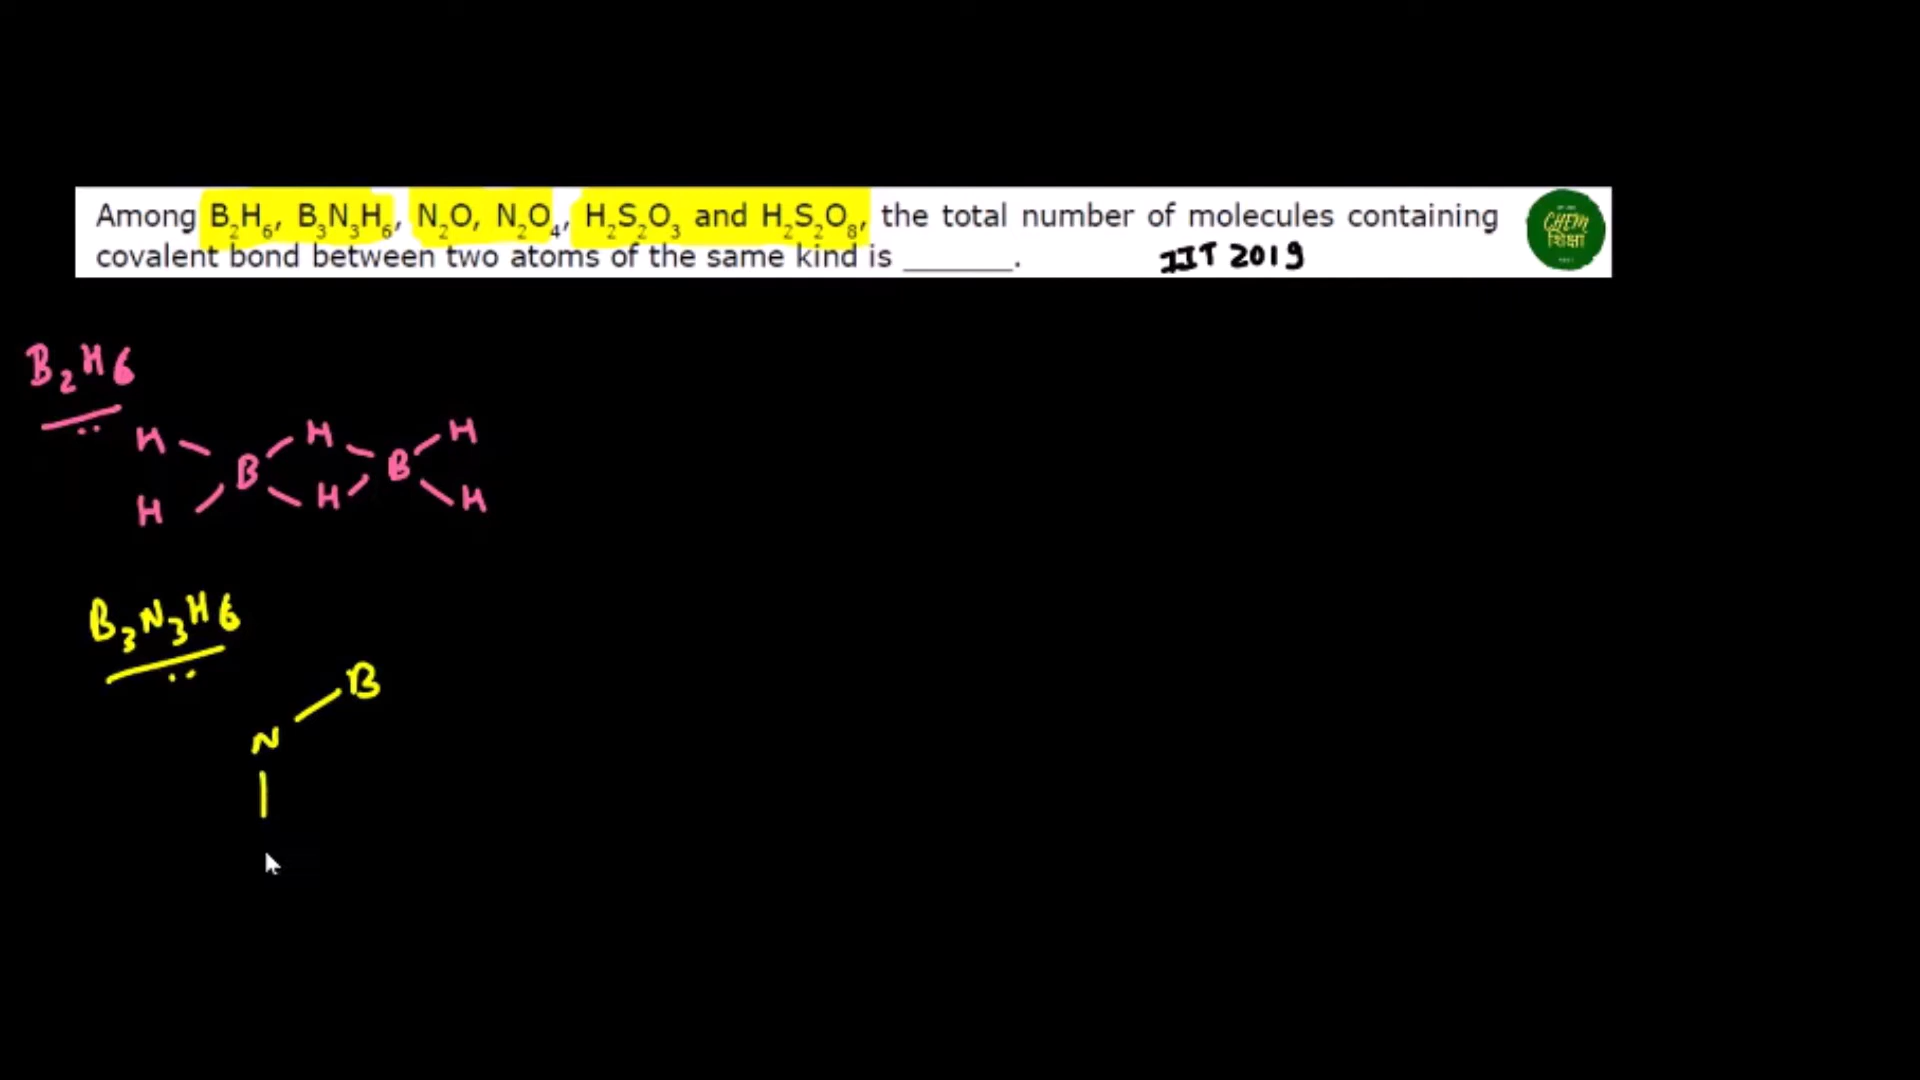 Among B₂H₆, B₃N₃H₆, N₂O, N₂O₄, H₂S₂O₃ and H₂S₂O₈, the total number of molecules containing
covalent bond between two atoms of the same kind is _______.
IIT 2019
CHEM
शिक्षा
B₂H6
H H B H
B
H H H
B₃N₃H6
B
N